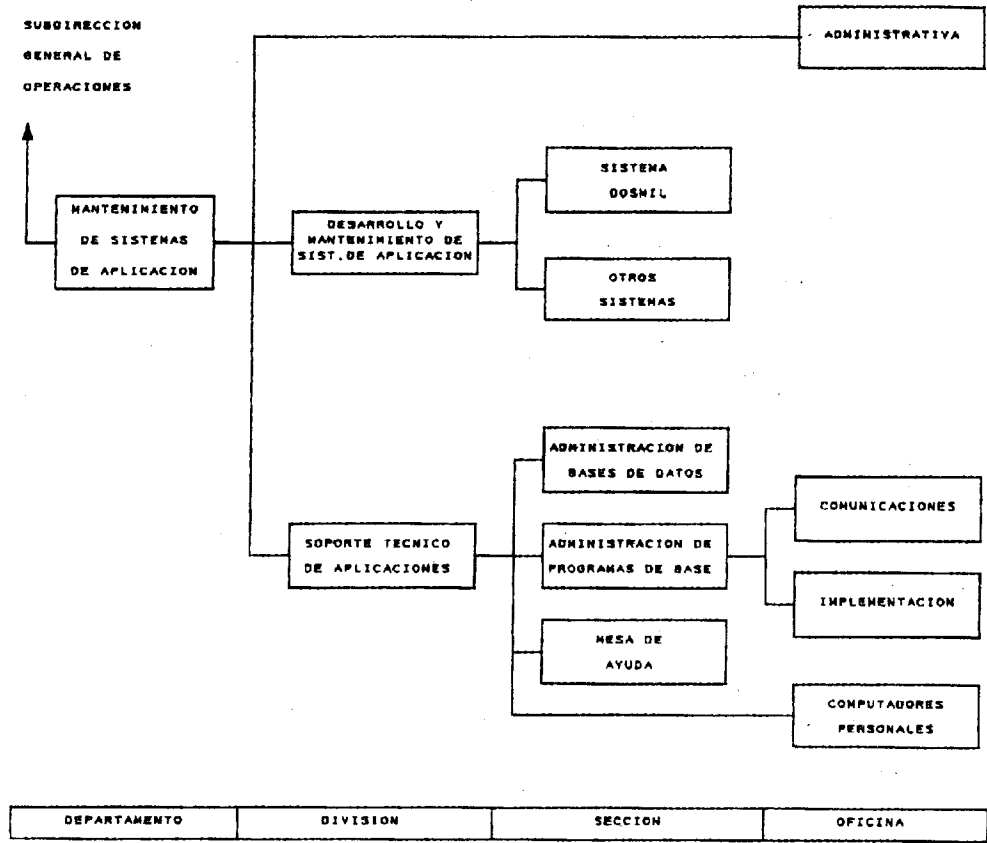 SUBDIRECCION
GENERAL DE
OPERACIONES
ADMINISTRATIVA
MANTENIMIENTO
DE SISTEMAS
DE APLICACION
DESARROLLO Y
MANTENIMIENTO DE
SIST.DE APLICACION
SISTEMA
DOSMIL
OTROS
SISTEMAS
SOPORTE TECNICO
DE APLICACIONES
ADMINISTRACION DE
BASES DE DATOS
ADMINISTRACION DE
PROGRAMAS DE BASE
MESA DE
AYUDA
COMUNICACIONES
IMPLEMENTACION
COMPUTADORES
PERSONALES
DEPARTAMENTO DIVISION SECCION OFICINA